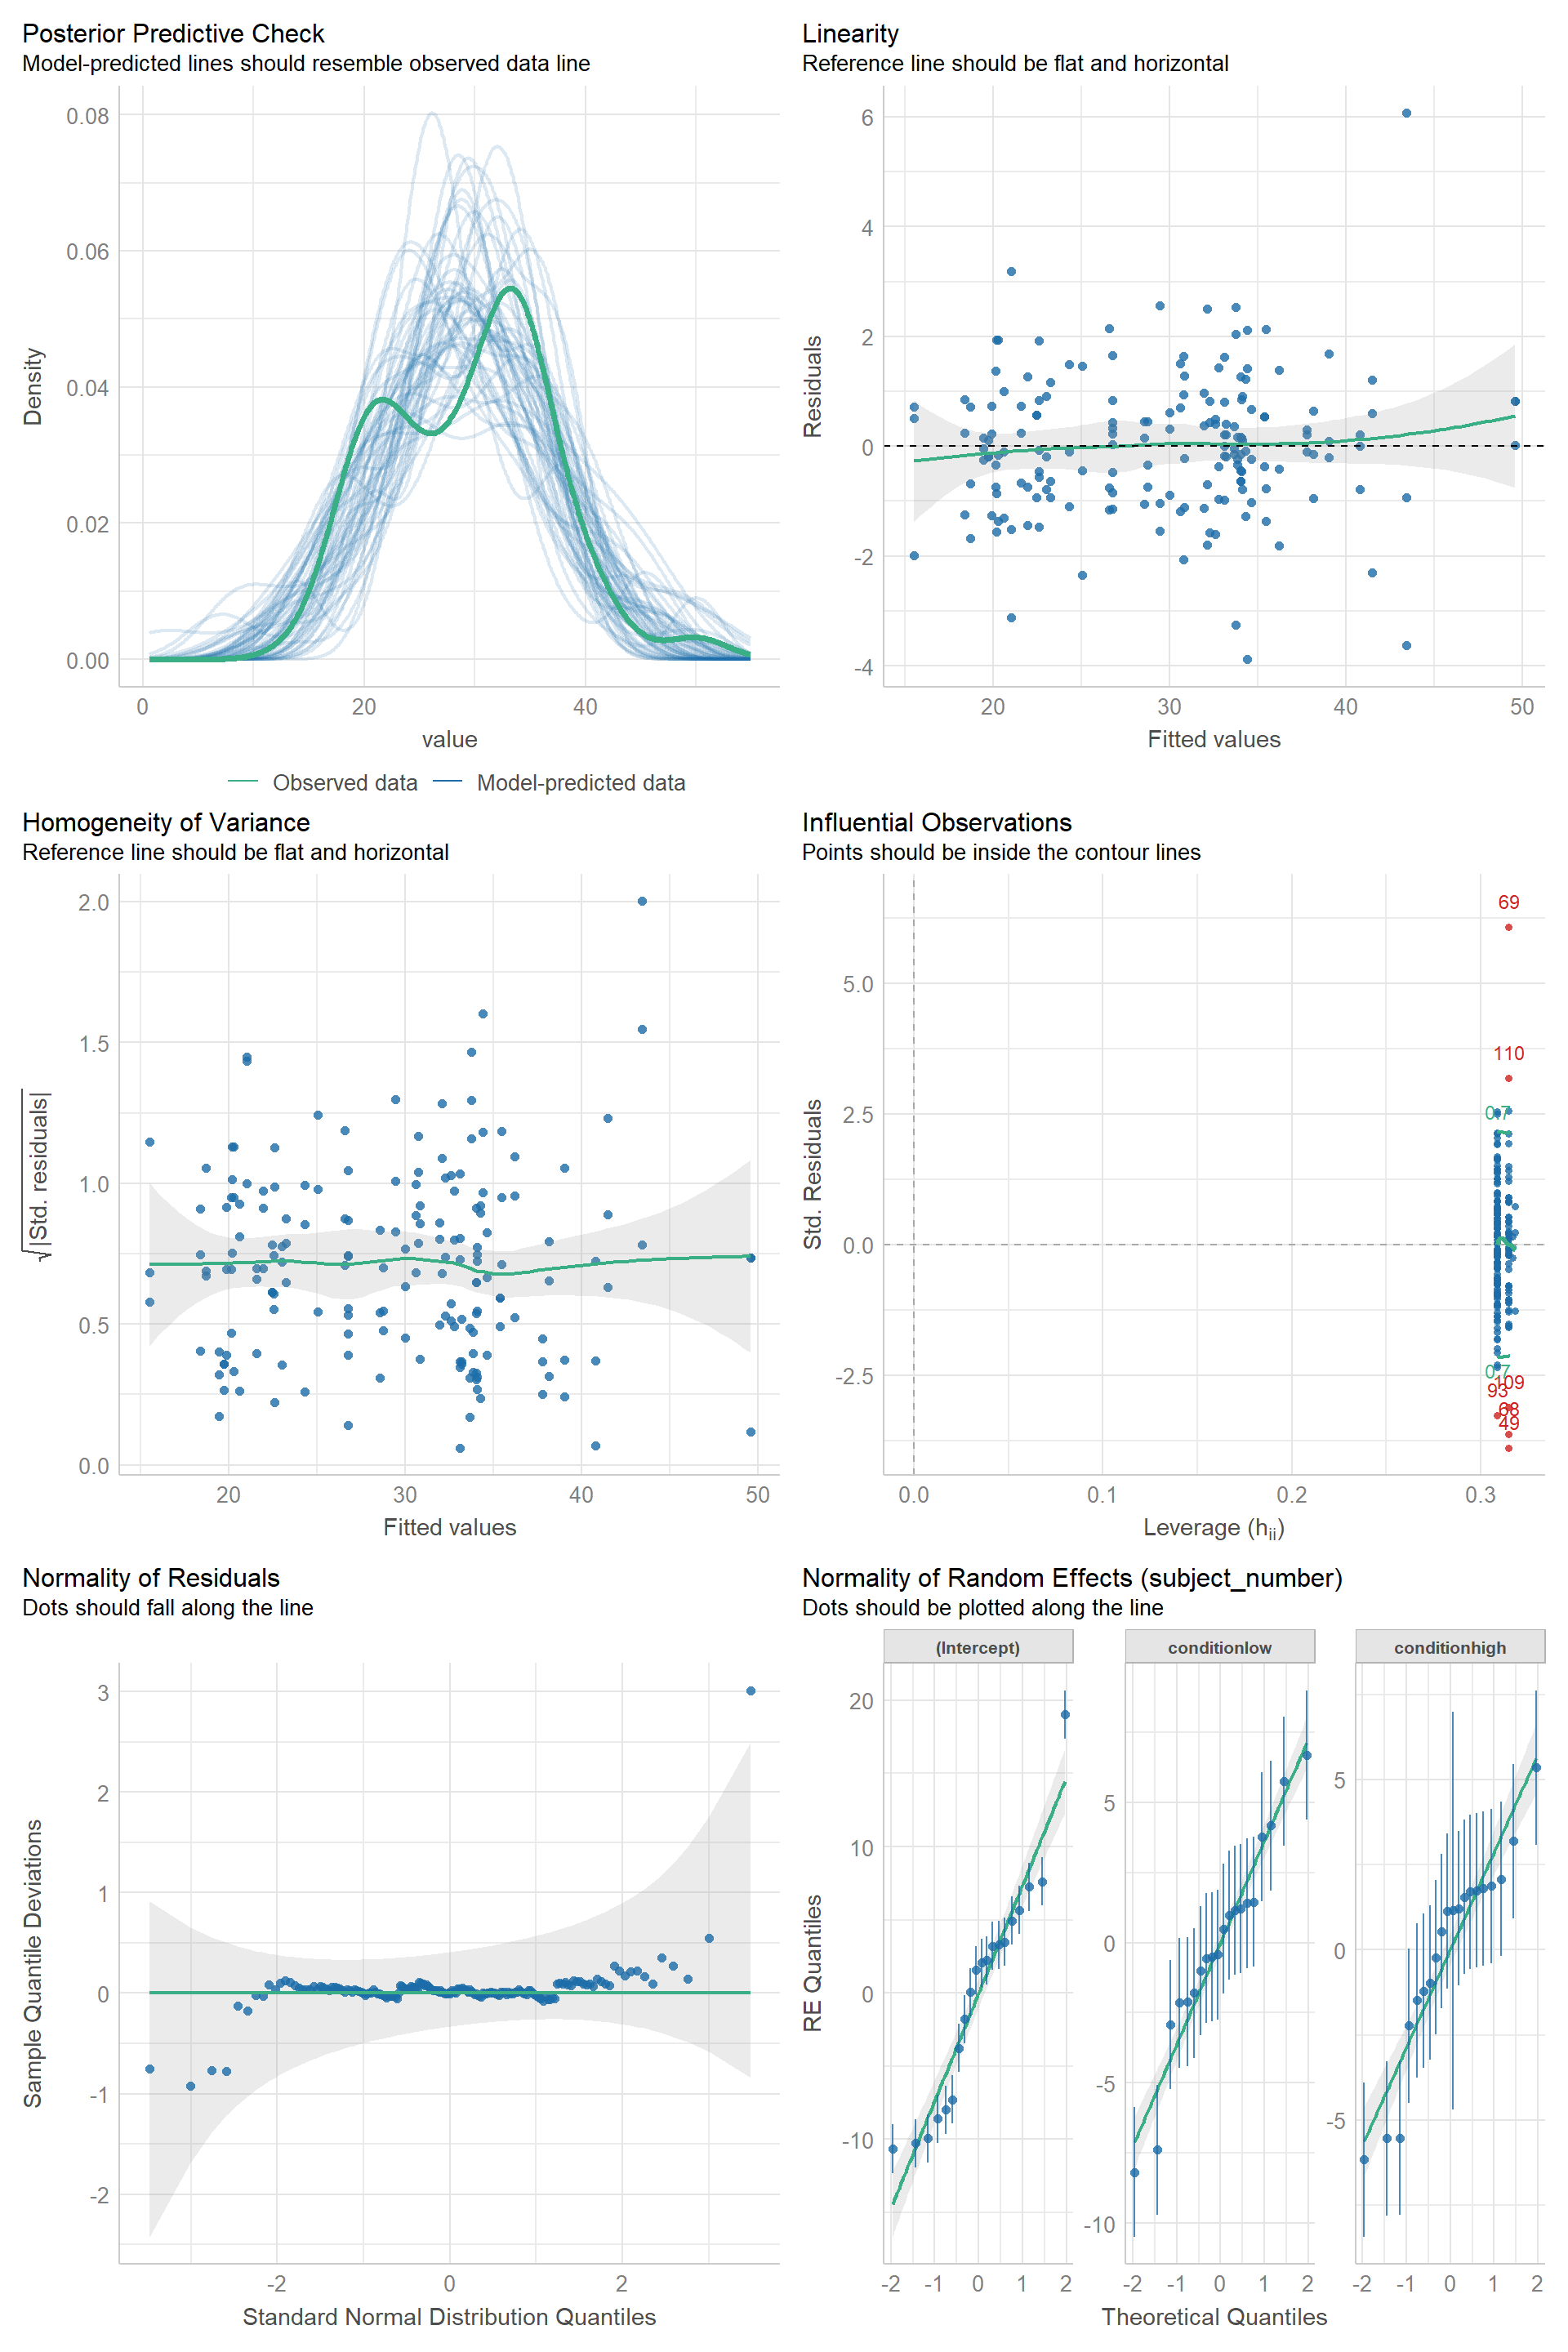 Posterior Predictive Check
Model-predicted lines should resemble observed data line
0.08
0.06
0.04
0.02
0.00
Density
0
20
40
value
Observed data
Model-predicted data
Linearity
Reference line should be flat and horizontal
6
4
2
0
-2
-4
Residuals
20
30
40
50
Fitted values
Homogeneity of Variance
Reference line should be flat and horizontal
2.0
1.5
1.0
0.5
0.0
√|Std. residuals|
20
30
40
50
Fitted values
Influential Observations
Points should be inside the contour lines
5.0
2.5
0.0
-2.5
Std. Residuals
69
110
0.7
0.7
109
93
68
49
0.0
0.1
0.2
0.3
Leverage (hii)
Normality of Residuals
Dots should fall along the line
3
2
1
0
-1
-2
Sample Quantile Deviations
-2
0
2
Standard Normal Distribution Quantiles
Normality of Random Effects (subject_number)
Dots should be plotted along the line
(Intercept)
conditionlow
conditionhigh
20
10
0
-10
5
0
-5
-10
5
0
-5
RE Quantiles
-2 -1 0 1 2
-2 -1 0 1 2
-2 -1 0 1 2
Theoretical Quantiles